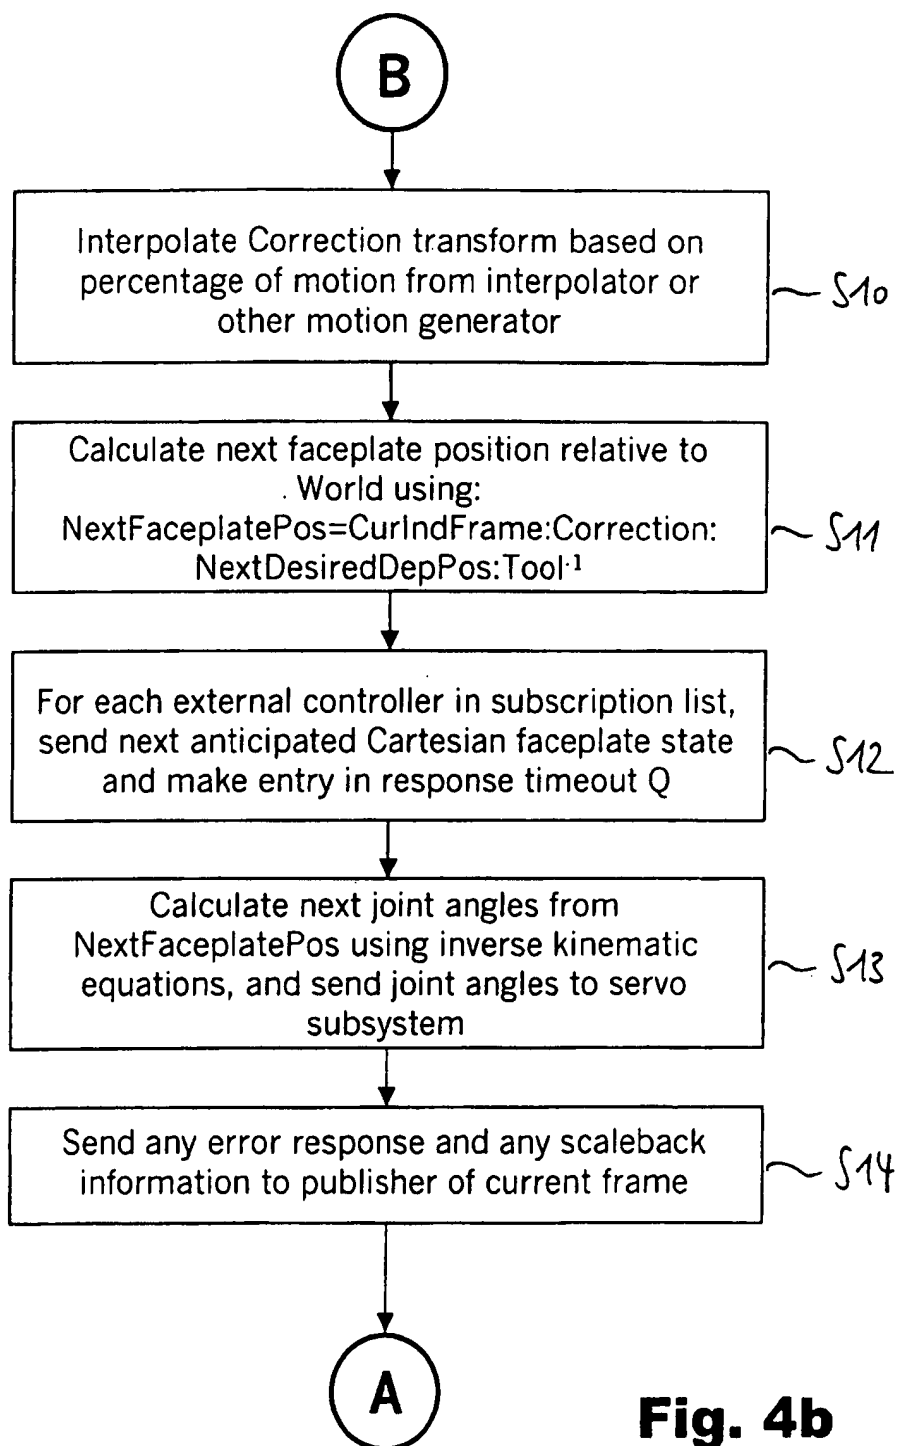 B
Interpolate Correction transform based on
percentage of motion from interpolator or
other motion generator
S10
Calculate next faceplate position relative to
World using:
NextFaceplatePos=CurIndFrame:Correction:
NextDesiredDepPos:Tool⁻¹
S11
For each external controller in subscription list,
send next anticipated Cartesian faceplate state
and make entry in response timeout Q
S12
Calculate next joint angles from
NextFaceplatePos using inverse kinematic
equations, and send joint angles to servo
subsystem
S13
Send any error response and any scaleback
information to publisher of current frame
S14
A
Fig. 4b